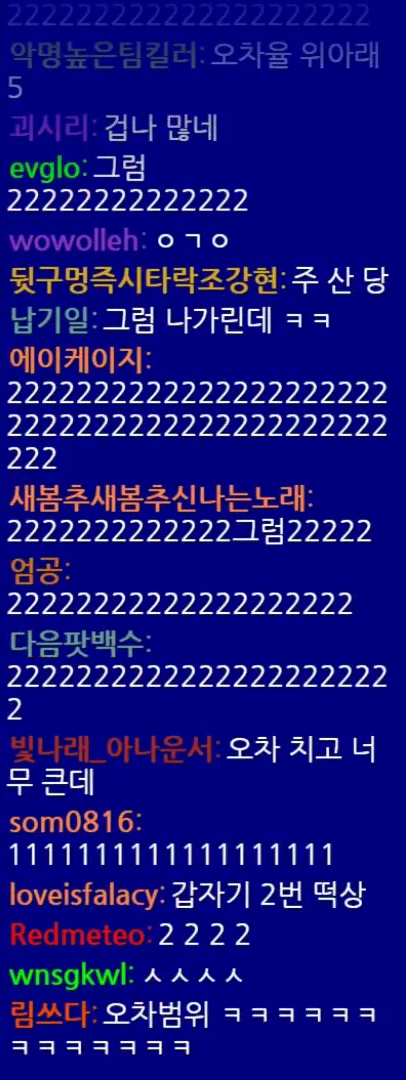 222222222222222222222
악명높은팀킬러: 오차율 위아래
5
괴시리: 겁나 많네
evglo: 그럼
22222222222222
wowolleh: ㅇㄱㅇ
뒷구멍즉시타락조강현: 주 산 당
납기일: 그럼 나가린데 ㅋㅋ
에이케이지:
2222222222222222222222
2222222222222222222222
222
새봄추새봄추신나는노래:
2222222222222그럼22222
엄공:
22222222222222222222
다음팟백수:
2222222222222222222222
2
빛나래_아나운서: 오차 치고 너
무 큰데
som0816:
1111111111111111111
loveisfalacy: 갑자기 2번 떡상
Redmeteo: 2 2 2 2
wnsgkwl: ㅅㅅㅅㅅ
림쓰다: 오차범위 ㅋㅋㅋㅋㅋㅋ
ㅋㅋㅋㅋㅋㅋㅋ